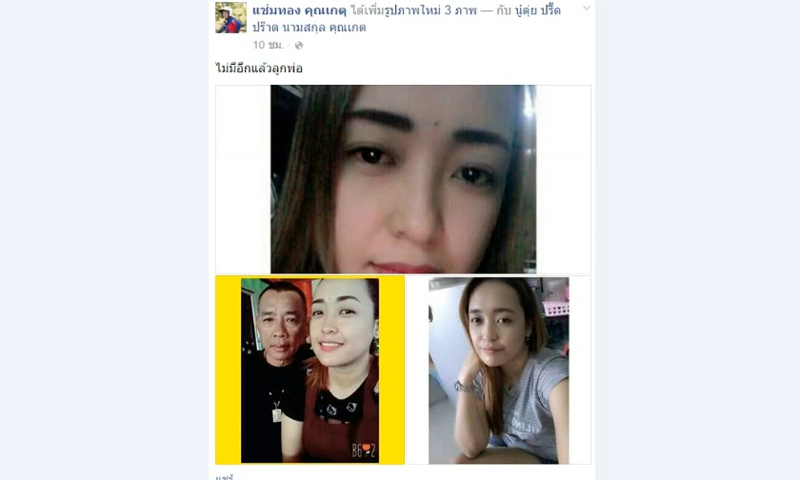 แช่มทอง คุณเกตุ ได้เพิ่มรูปภาพใหม่ 3 ภาพ — กับ นู๋ดุ่ย ปรื๊ด
ปร๊าด นามสกุล คุณเกต
10 ชม. ·
ไม่มีอีกแล้วลูกพ่อ
แชร์